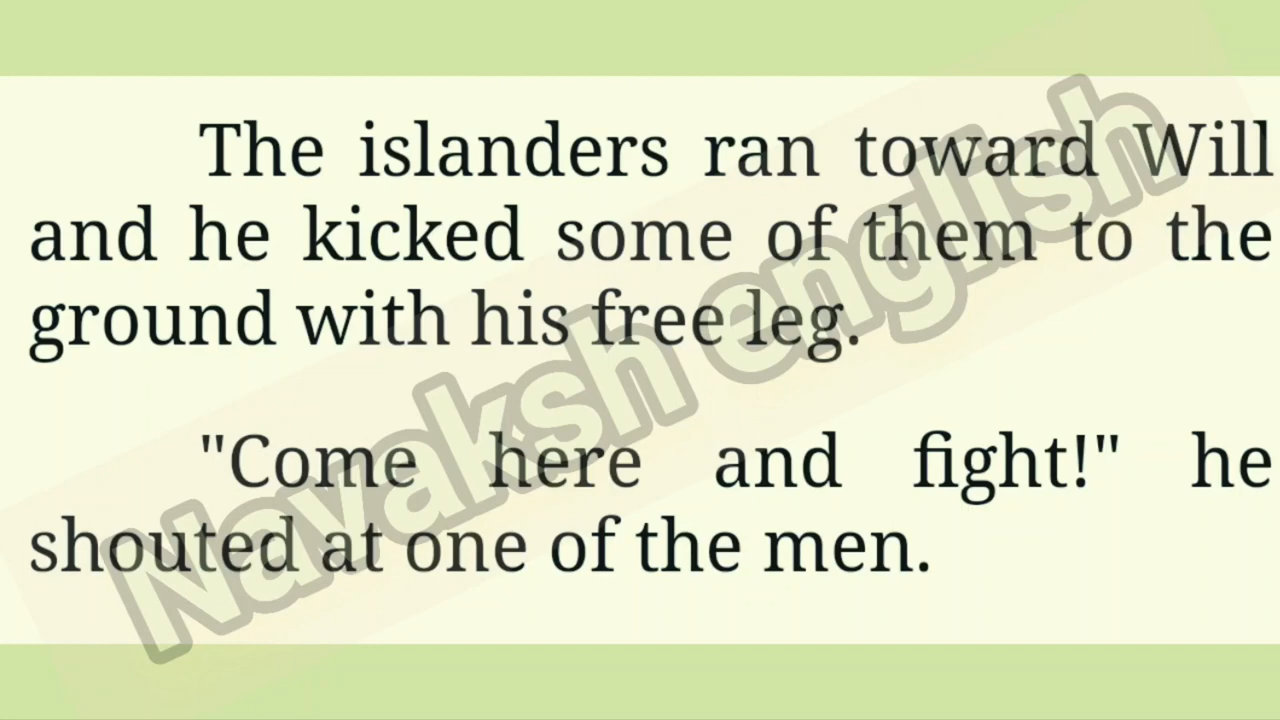 The islanders ran toward Will
and he kicked some of them to the
ground with his free leg.
"Come here and fight!" he
shouted at one of the men.
Navaksh english